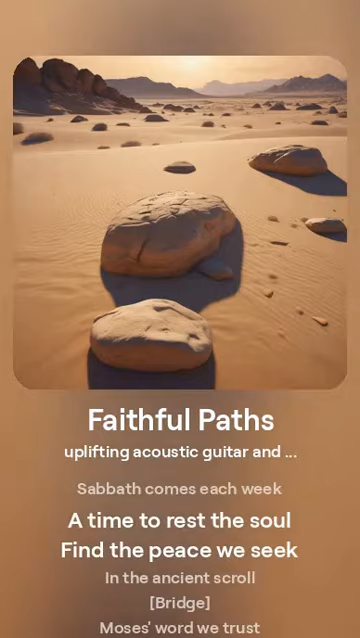 Faithful Paths
uplifting acoustic guitar and ...
Sabbath comes each week
A time to rest the soul
Find the peace we seek
In the ancient scroll
[Bridge]
Moses' word we trust